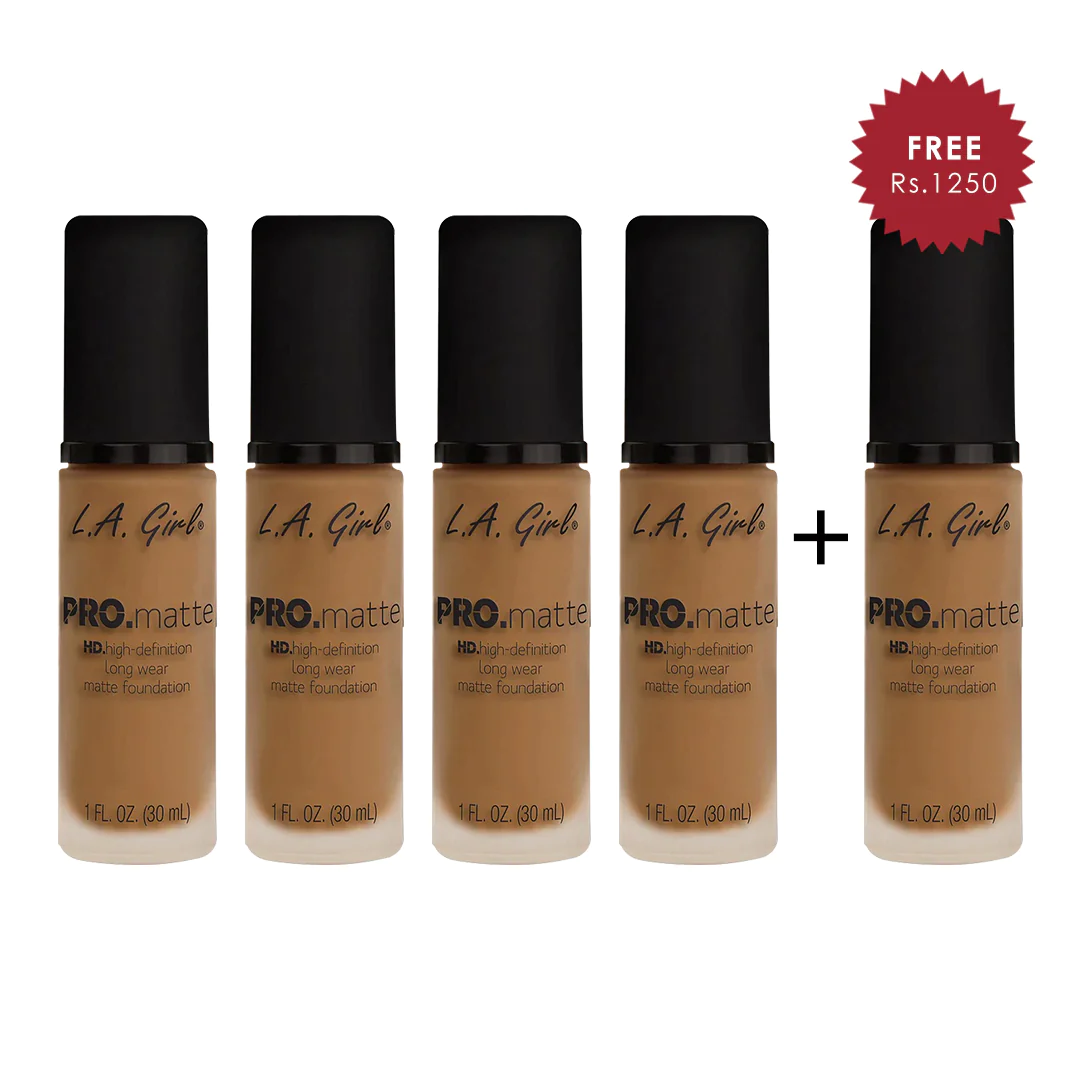 FREE
Rs.1250
L.A. Girl®
PRO.matte
HD.high-definition
long wear
matte foundation
1 FL. OZ. (30 mL)
L.A. Girl®
PRO.matte
HD.high-definition
long wear
matte foundation
1 FL. OZ. (30 mL)
L.A. Girl®
PRO.matte
HD.high-definition
long wear
matte foundation
1 FL. OZ. (30 mL)
L.A. Girl®
PRO.matte
HD.high-definition
long wear
matte foundation
1 FL. OZ. (30 mL)
+
L.A. Girl®
PRO.matte
HD.high-definition
long wear
matte foundation
1 FL. OZ. (30 mL)